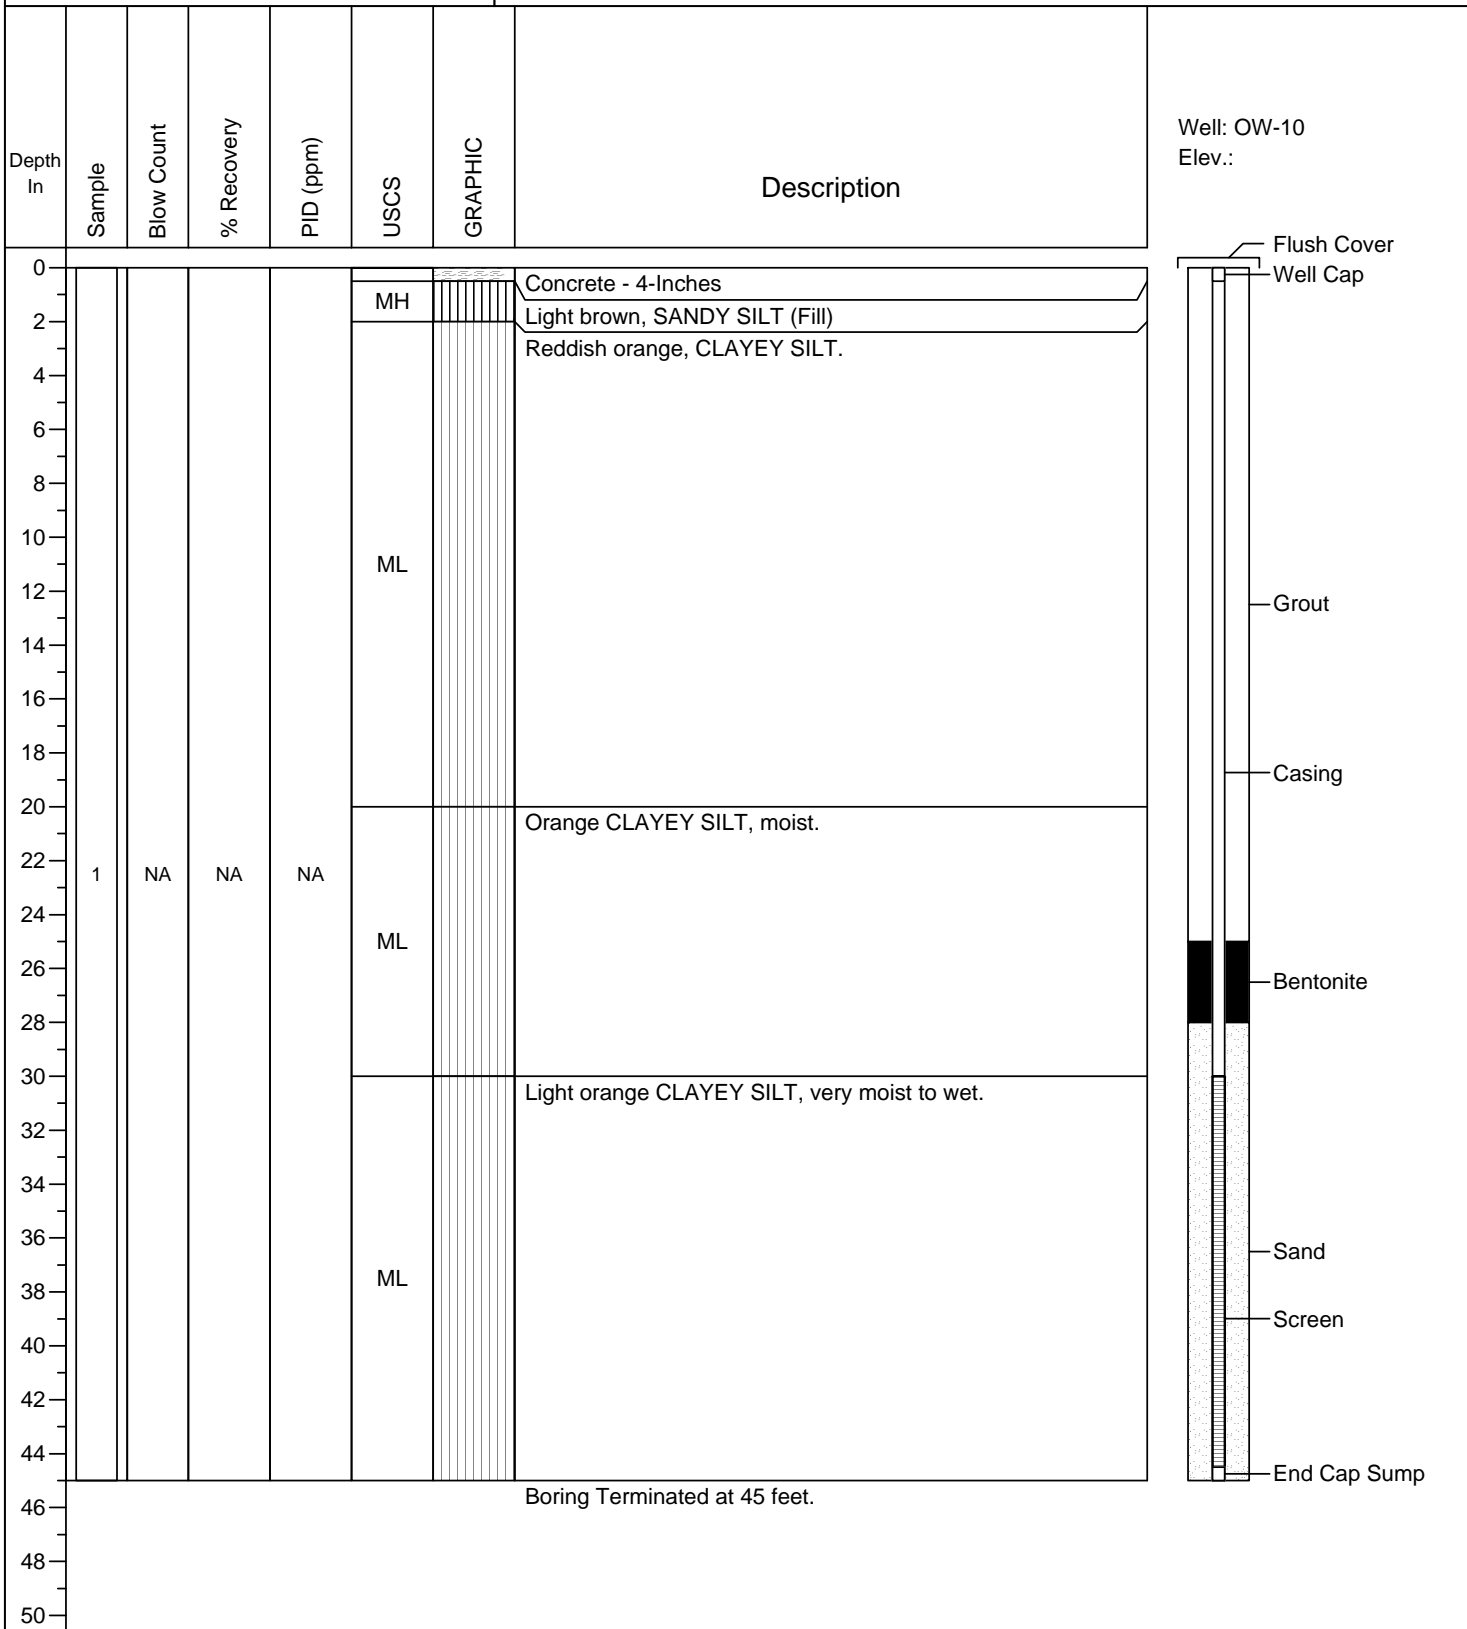 Depth
In
Sample
Blow Count
% Recovery
PID (ppm)
USCS
GRAPHIC
Description
Well: OW-10
Elev.:
Flush Cover
0
Concrete - 4-Inches
Well Cap
MH
Light brown, SANDY SILT (Fill)
2
Reddish orange, CLAYEY SILT.
4
6
8
10
ML
12
Grout
14
16
18
Casing
20
Orange CLAYEY SILT, moist.
22
1 NA NA NA
24
ML
26
Bentonite
28
30
Light orange CLAYEY SILT, very moist to wet.
32
34
36
Sand
ML
38
Screen
40
42
44
End Cap Sump
Boring Terminated at 45 feet.
46
48
50